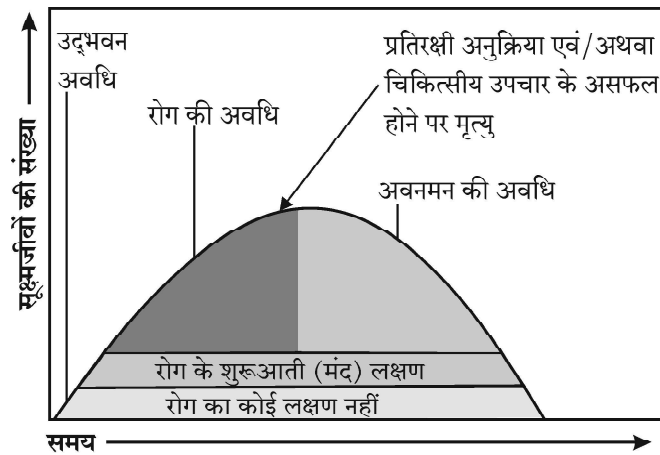 उद्‌भवन
अवधि
रोग की अवधि
प्रतिरक्षी अनुक्रिया एवं/अथवा
चिकित्सीय उपचार के असफल
होने पर मृत्यु
अवनमन की अवधि
सूक्ष्मजीवों की संख्या
रोग के शुरूआती (मंद) लक्षण
रोग का कोई लक्षण नहीं
समय